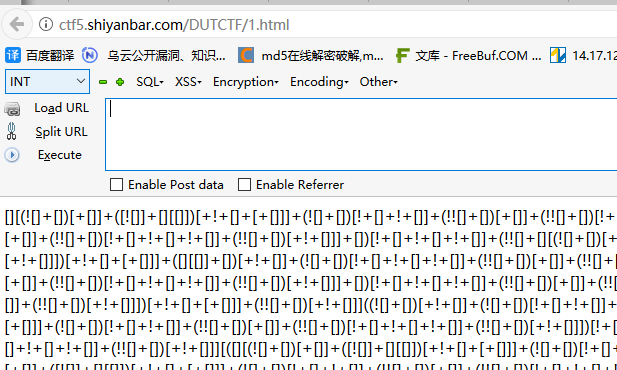 ctf5.shiyanbar.com/DUTCTF/1.html
百度翻译 乌云公开漏洞、知识... md5在线解密破解,m... 文库 - FreeBuf.COM ... 14.17.12
INT SQL XSS Encryption Encoding Other
Load URL
Split URL
Execute
Enable Post data Enable Referrer
[][(![]+[])[+[]]+([![]]+[][[]])[+!+[]+[+[]]]+(![]+[])[!+[]+!+[]]+(!![]+[])[+[]]+(!![]+[])[!+
[+[]]+(!![]+[])[!+[]+!+[]+!+[]]+(!![]+[])[+!+[]]]+[])[!+[]+!+[]+!+[]]+(!![]+[][(![]+[])[+
[+!+[]]])[+!+[]+[+[]]]+([][[]]+[])[+!+[]]+(![]+[])[!+[]+!+[]+!+[]]+(!![]+[])[+[]]+(!![]+
[+[]]+(!![]+[])[!+[]+!+[]+!+[]]+(!![]+[])[+!+[]]]+[])[!+[]+!+[]+!+[]]+(!![]+[])[+[]]+(!!
[]]+(!![]+[])[+!+[]]])[+!+[]+[+[]]]+(!![]+[])[+!+[]]]((![]+[])[+!+[]]+(![]+[])[!+[]+!+[]]+
[+[]]]+(![]+[])[!+[]+!+[]]+(!![]+[])[+[]]+(!![]+[])[!+[]+!+[]+!+[]]+(!![]+[])[+!+[]]])[!+[
[]+!+[]+!+[]]+(!![]+[])[+!+[]]][([][(![]+[])[+[]]+([![]]+[][[]])[+!+[]+[+[]]]+(![]+[])[!+[